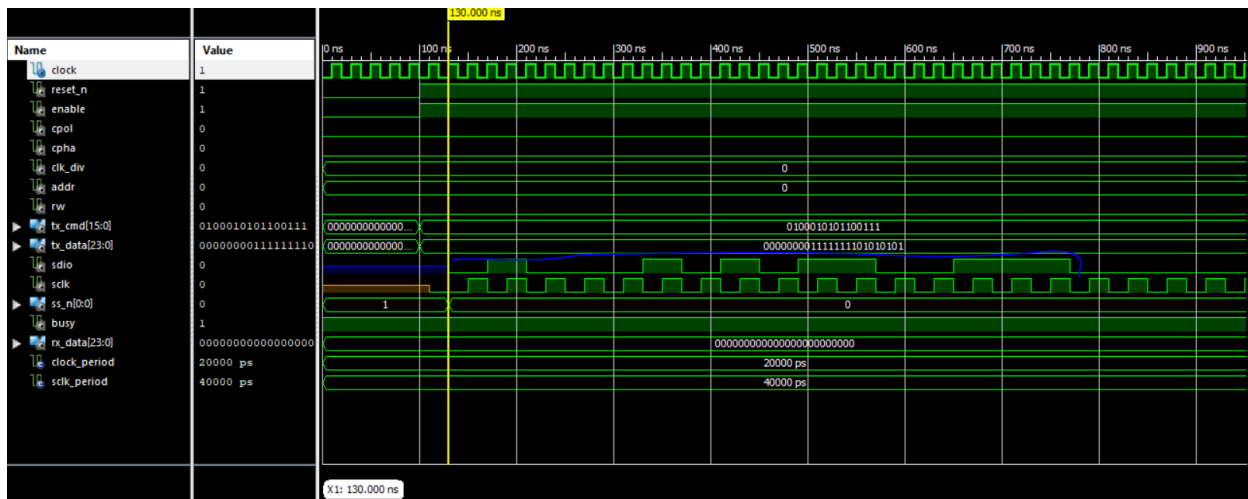 130.000 ns
Name Value 0 ns 100 ns 200 ns 300 ns 400 ns 500 ns 600 ns 700 ns 800 ns 900 ns
clock 1
reset_n 1
enable 1
cpol 0
cpha 0
clk_div 0 0
addr 0 0
rw 0
tx_cmd[15:0] 0100010101100111 0000000000000... 0100010101100111
tx_data[23:0] 000000001111111110 0000000000000... 000000001111111101010101
sdio 0
sclk 0
ss_n[0:0] 0 1 0
busy 1
rx_data[23:0] 000000000000000000 000000000000000000000000
clock_period 20000 ps 20000 ps
sclk_period 40000 ps 40000 ps
X1: 130.000 ns